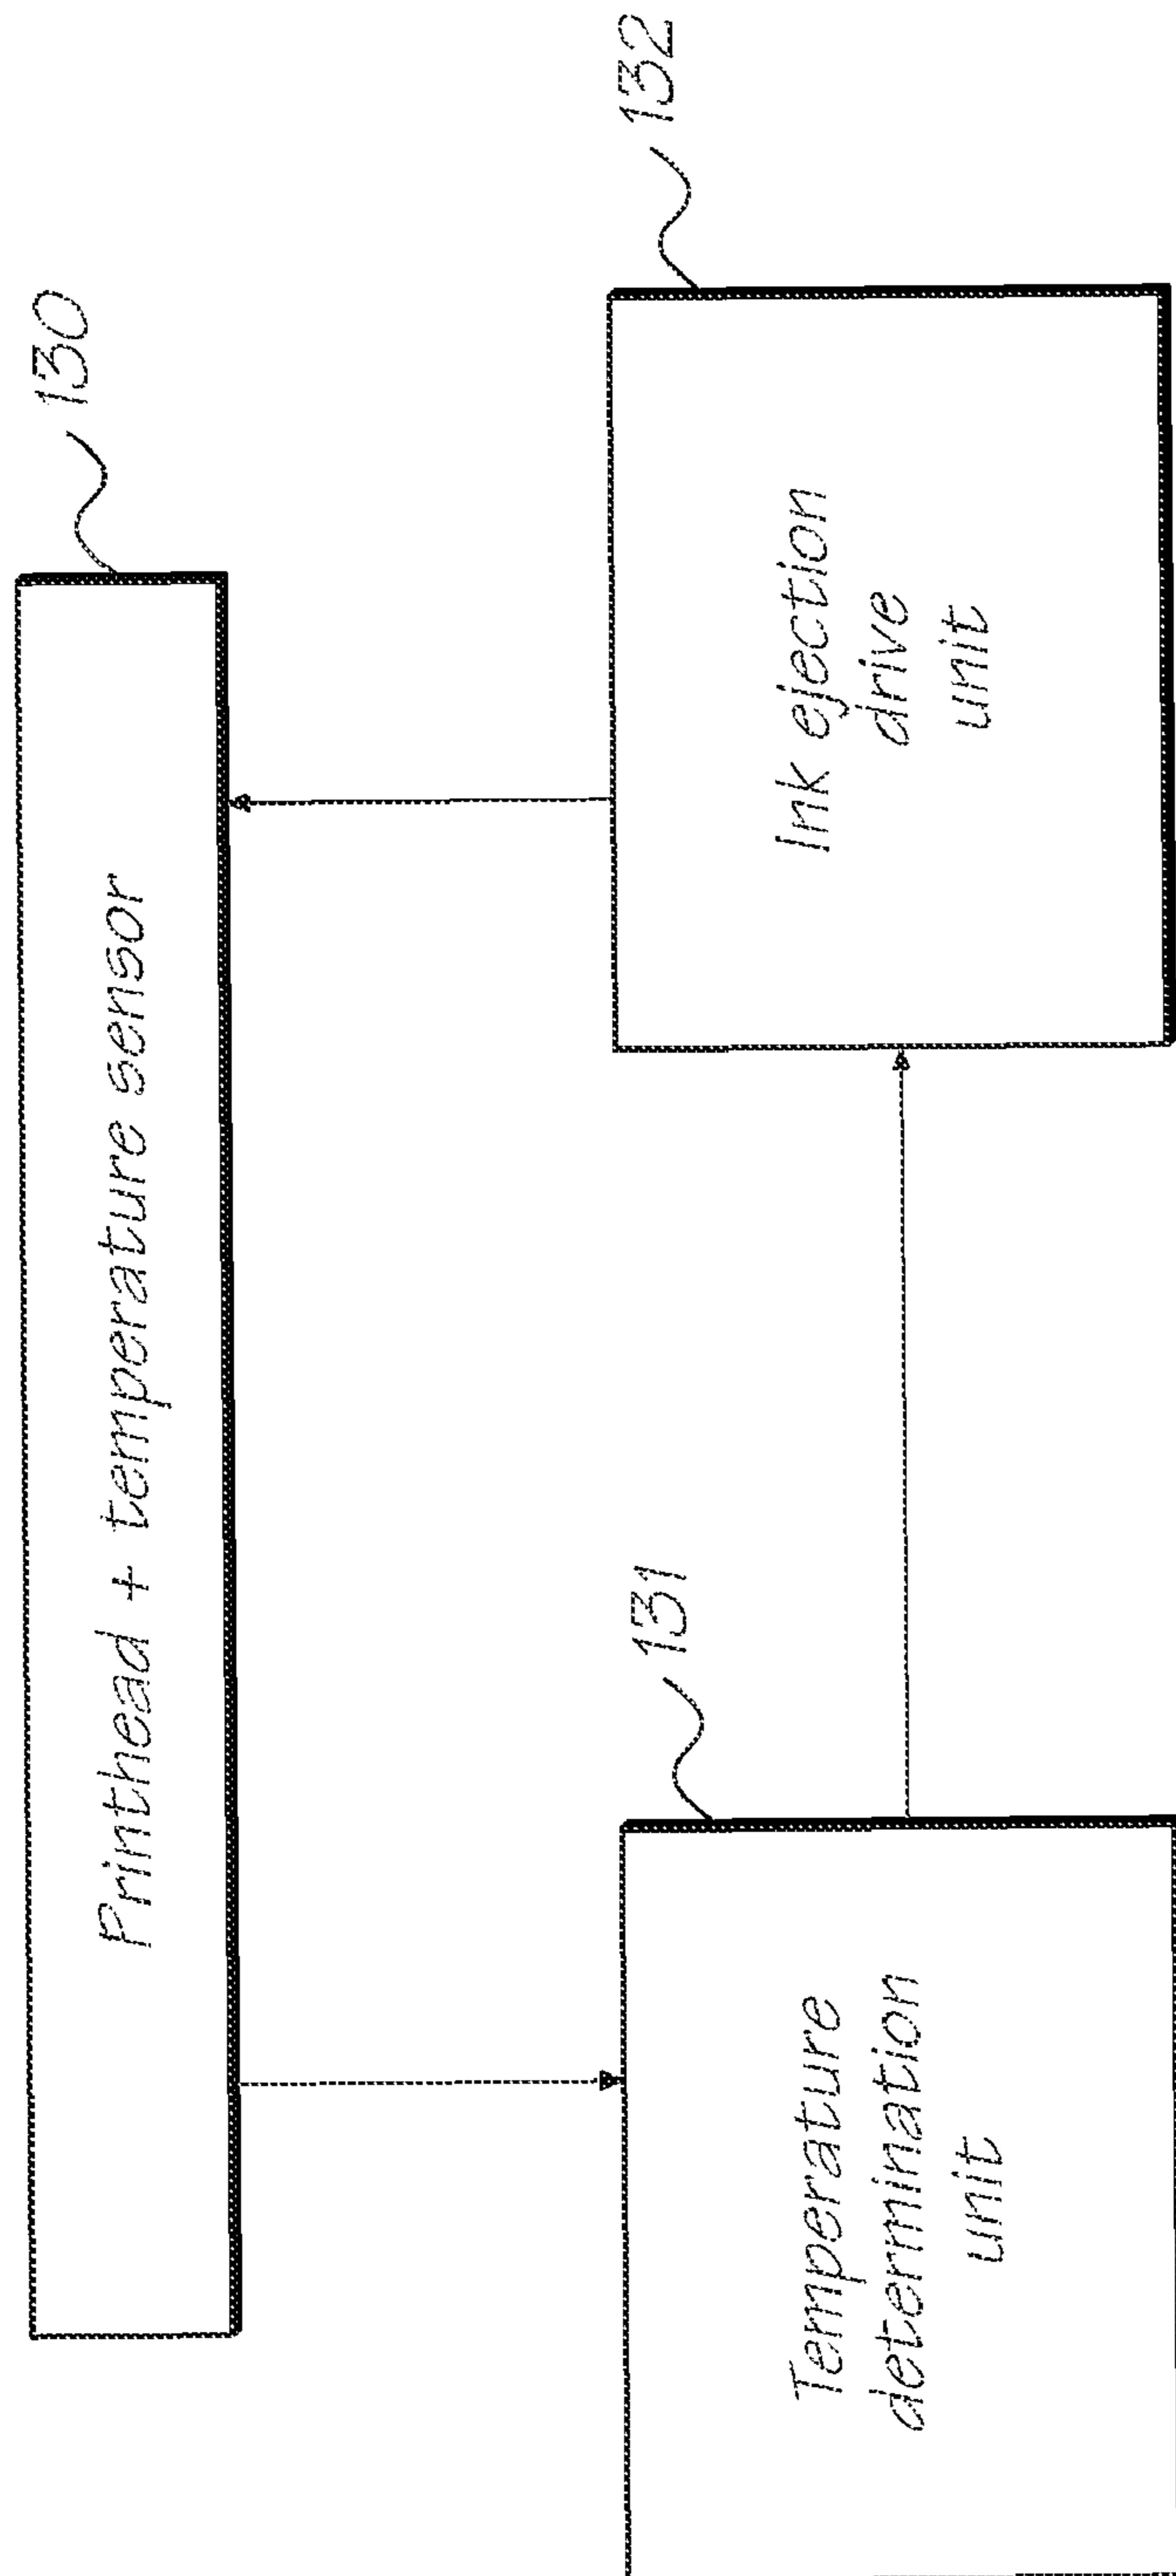 130
Printhead + temperature sensor
131
132
Temperature
determination
unit
Ink ejection
drive
unit